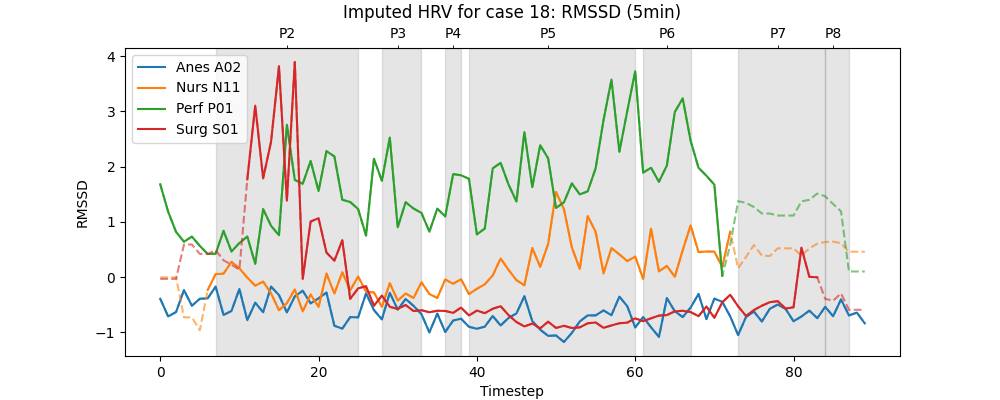 Imputed HRV for case 18: RMSSD (5min)
P2 P3 P4 P5 P6 P7 P8
Anes A02
Nurs N11
Perf P01
Surg S01
4
3
2
1
0
−1
RMSSD
0 20 40 60 80
Timestep